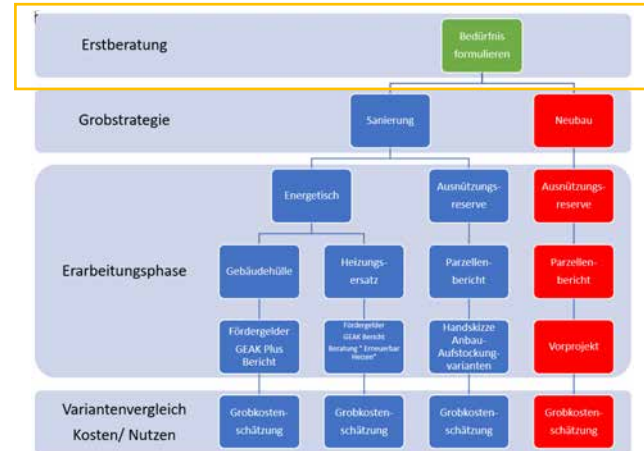 Erstberatung
Bedürfnis
formulieren
Grobstrategie
Sanierung
Neubau
Erarbeitungsphase
Energetisch
Ausnützungs-
reserve
Ausnützungs-
reserve
Gebäudehülle
Heizungs-
ersatz
Parzellen-
bericht
Parzellen-
bericht
Fördergelder
GEAK Plus
Bericht
Fördergelder
GEAK Bericht
Beratung " Erneuerbar
Heizen"
Handskizze
Anbau-
Aufstockung-
varianten
Vorprojekt
Variantenvergleich
Kosten/ Nutzen
Grobkosten-
schätzung
Grobkosten-
schätzung
Grobkosten-
schätzung
Grobkosten-
schätzung